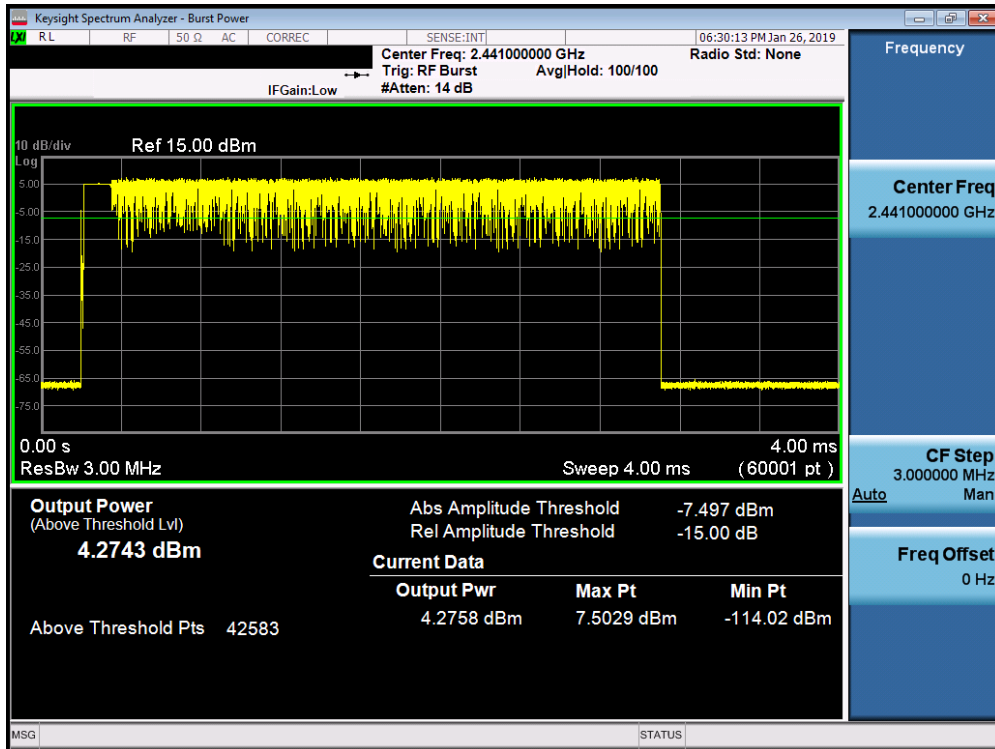 Keysight Spectrum Analyzer - Burst Power
LXI RL RF 50 Ω AC CORREC SENSE:INT 06:30:13 PM Jan 26, 2019
Center Freq: 2.441000000 GHz Radio Std: None
Trig: RF Burst Avg|Hold: 100/100
IFGain:Low #Atten: 14 dB
Frequency
10 dB/div Ref 15.00 dBm
Log
5.00
-5.00
-15.0
-25.0
-35.0
-45.0
-55.0
-65.0
-75.0
0.00 s 4.00 ms
ResBw 3.00 MHz Sweep 4.00 ms (60001 pt)
Center Freq
2.441000000 GHz
CF Step
3.000000 MHz
Auto Man
Freq Offset
0 Hz
Output Power
(Above Threshold Lvl)
4.2743 dBm
Above Threshold Pts 42583
Abs Amplitude Threshold -7.497 dBm
Rel Amplitude Threshold -15.00 dB
Current Data
Output Pwr Max Pt Min Pt
4.2758 dBm 7.5029 dBm -114.02 dBm
MSG STATUS